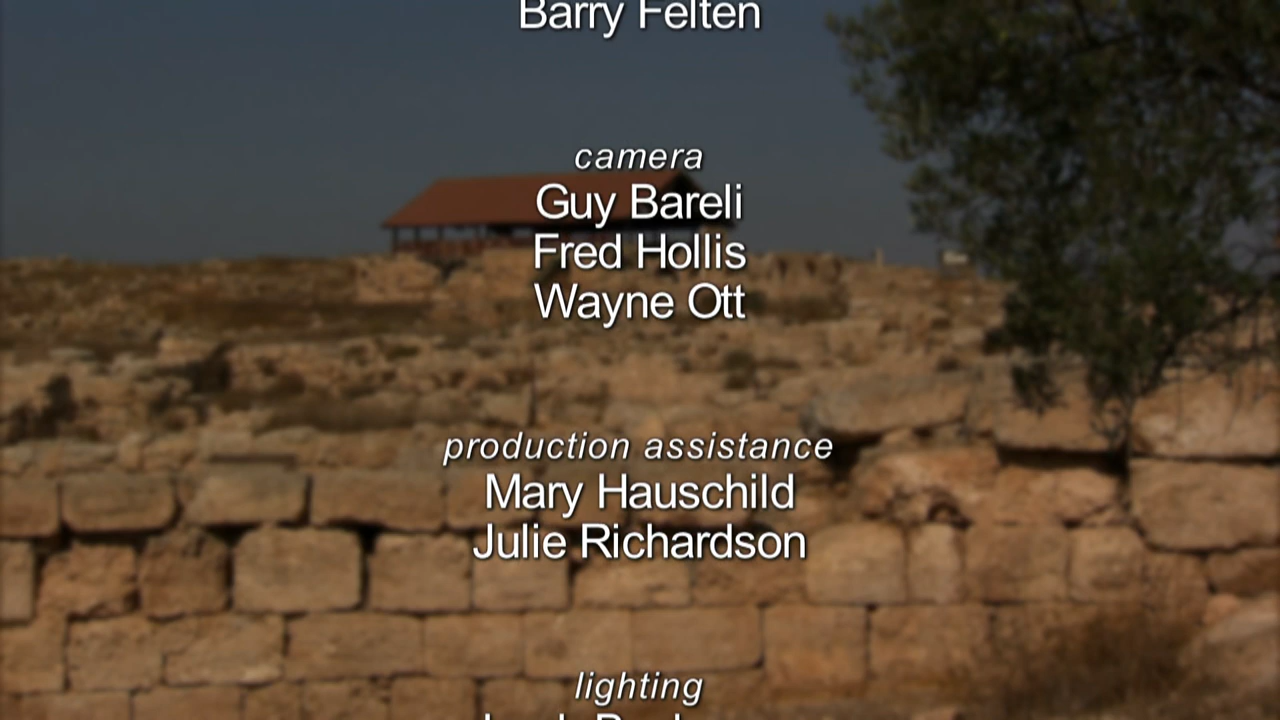 Barry Felten
camera
Guy Bareli
Fred Hollis
Wayne Ott
production assistance
Mary Hauschild
Julie Richardson
lighting